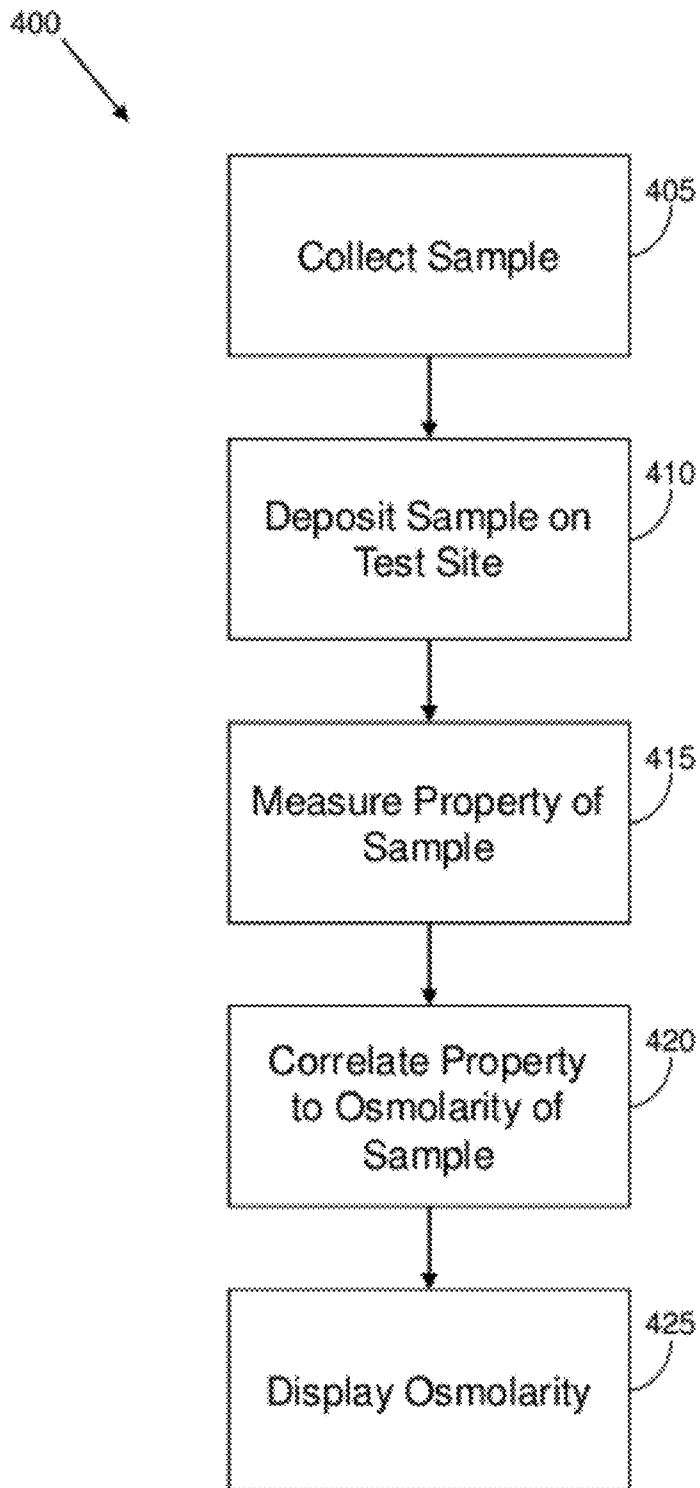 400
405
Collect Sample
410
Deposit Sample on
Test Site
415
Measure Property of
Sample
420
Correlate Property
to Osmolarity of
Sample
425
Display Osmolarity